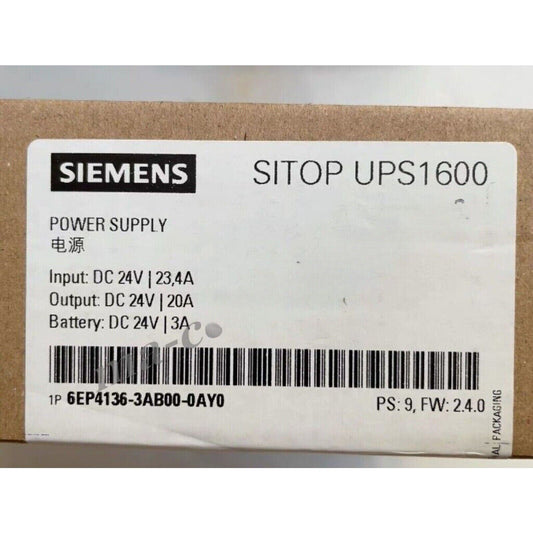 SIEMENS
SITOP UPS1600
POWER SUPPLY
电源
Input: DC 24V | 23,4A
Output: DC 24V | 20A
Battery: DC 24V | 3A
1P 6EP4136-3AB00-0AY0
PS: 9, FW: 2.4.0
PACKAGING